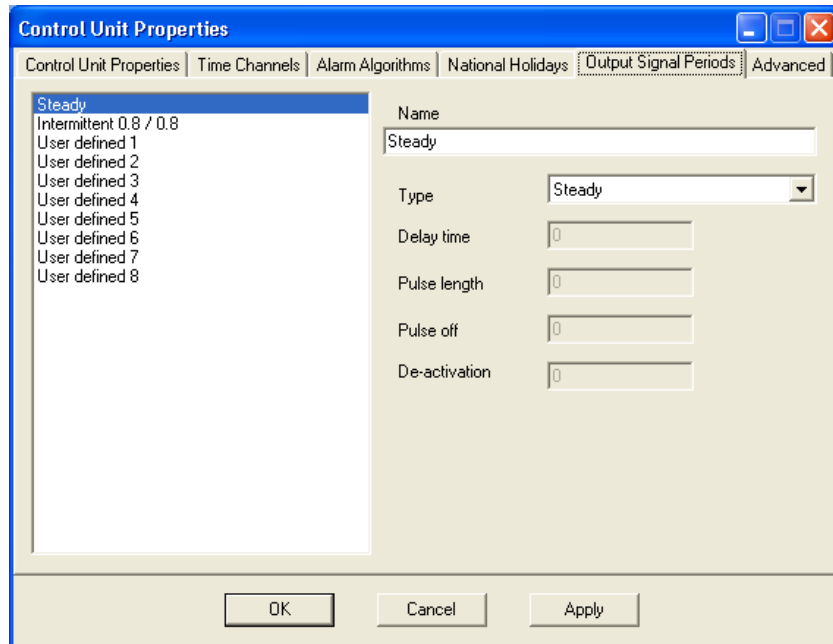 Control Unit Properties
Control Unit Properties Time Channels Alarm Algorithms National Holidays Output Signal Periods Advanced
Steady
Intermittent 0.8 / 0.8
User defined 1
User defined 2
User defined 3
User defined 4
User defined 5
User defined 6
User defined 7
User defined 8
Name
Steady
Type Steady
Delay time 0
Pulse length 0
Pulse off 0
De-activation 0
OK Cancel Apply